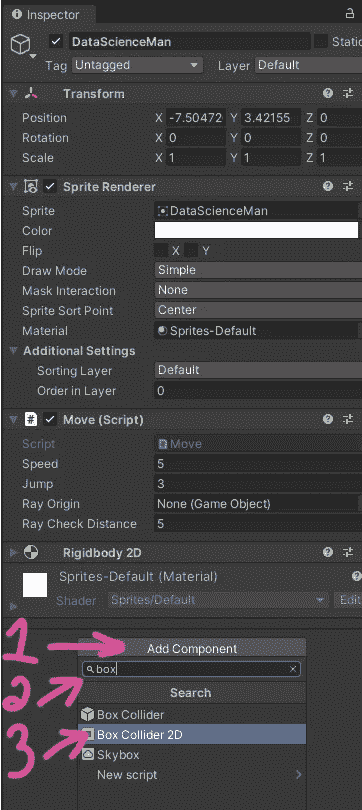 Inspector
DataScienceMan Static
Tag Untagged Layer Default
Transform
Position X -7.50472 Y 3.42155 Z 0
Rotation X 0 Y 0 Z 0
Scale X 1 Y 1 Z 1
Sprite Renderer
Sprite DataScienceMan
Color
Flip X Y
Draw Mode Simple
Mask Interaction None
Sprite Sort Point Center
Material Sprites-Default
Additional Settings
Sorting Layer Default
Order in Layer 0
# Move (Script)
Script Move
Speed 5
Jump 3
Ray Origin None (Game Object)
Ray Check Distance 5
Rigidbody 2D
Sprites-Default (Material)
Shader Sprites/Default Edit
1 Add Component
2 box
Search
Box Collider
3 Box Collider 2D
Skybox
New script